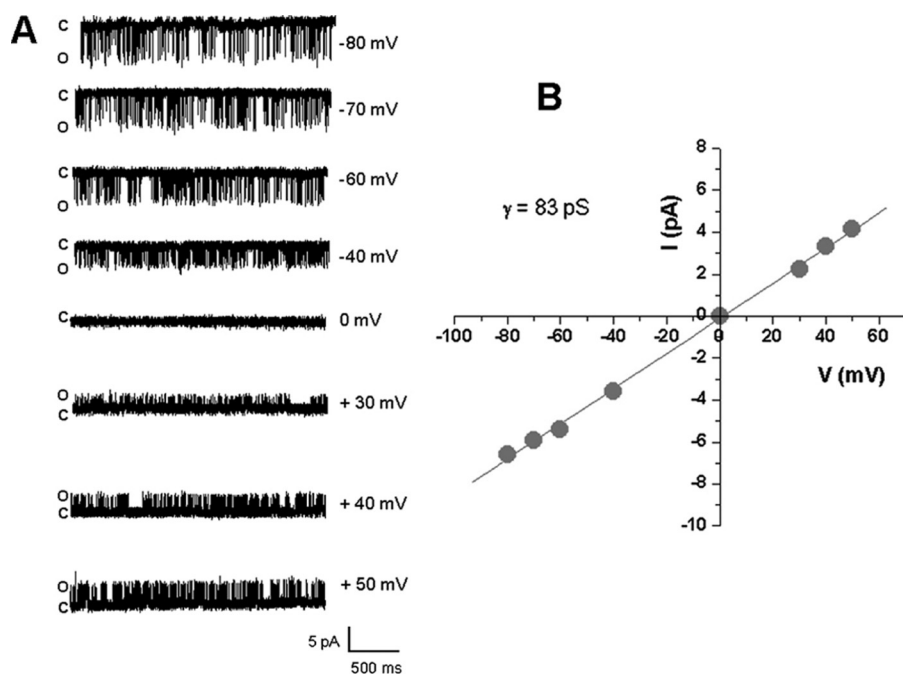 A
C
O
-80 mV
C
O
-70 mV
C
O
-60 mV
C
O
-40 mV
C
0 mV
O
C
+ 30 mV
O
C
+ 40 mV
O
C
+ 50 mV
5 pA
500 ms
B
γ = 83 pS
I (pA)
8
6
4
2
0
-2
-4
-6
-8
-10
-100 -80 -60 -40 -20 0 20 40 60
V (mV)